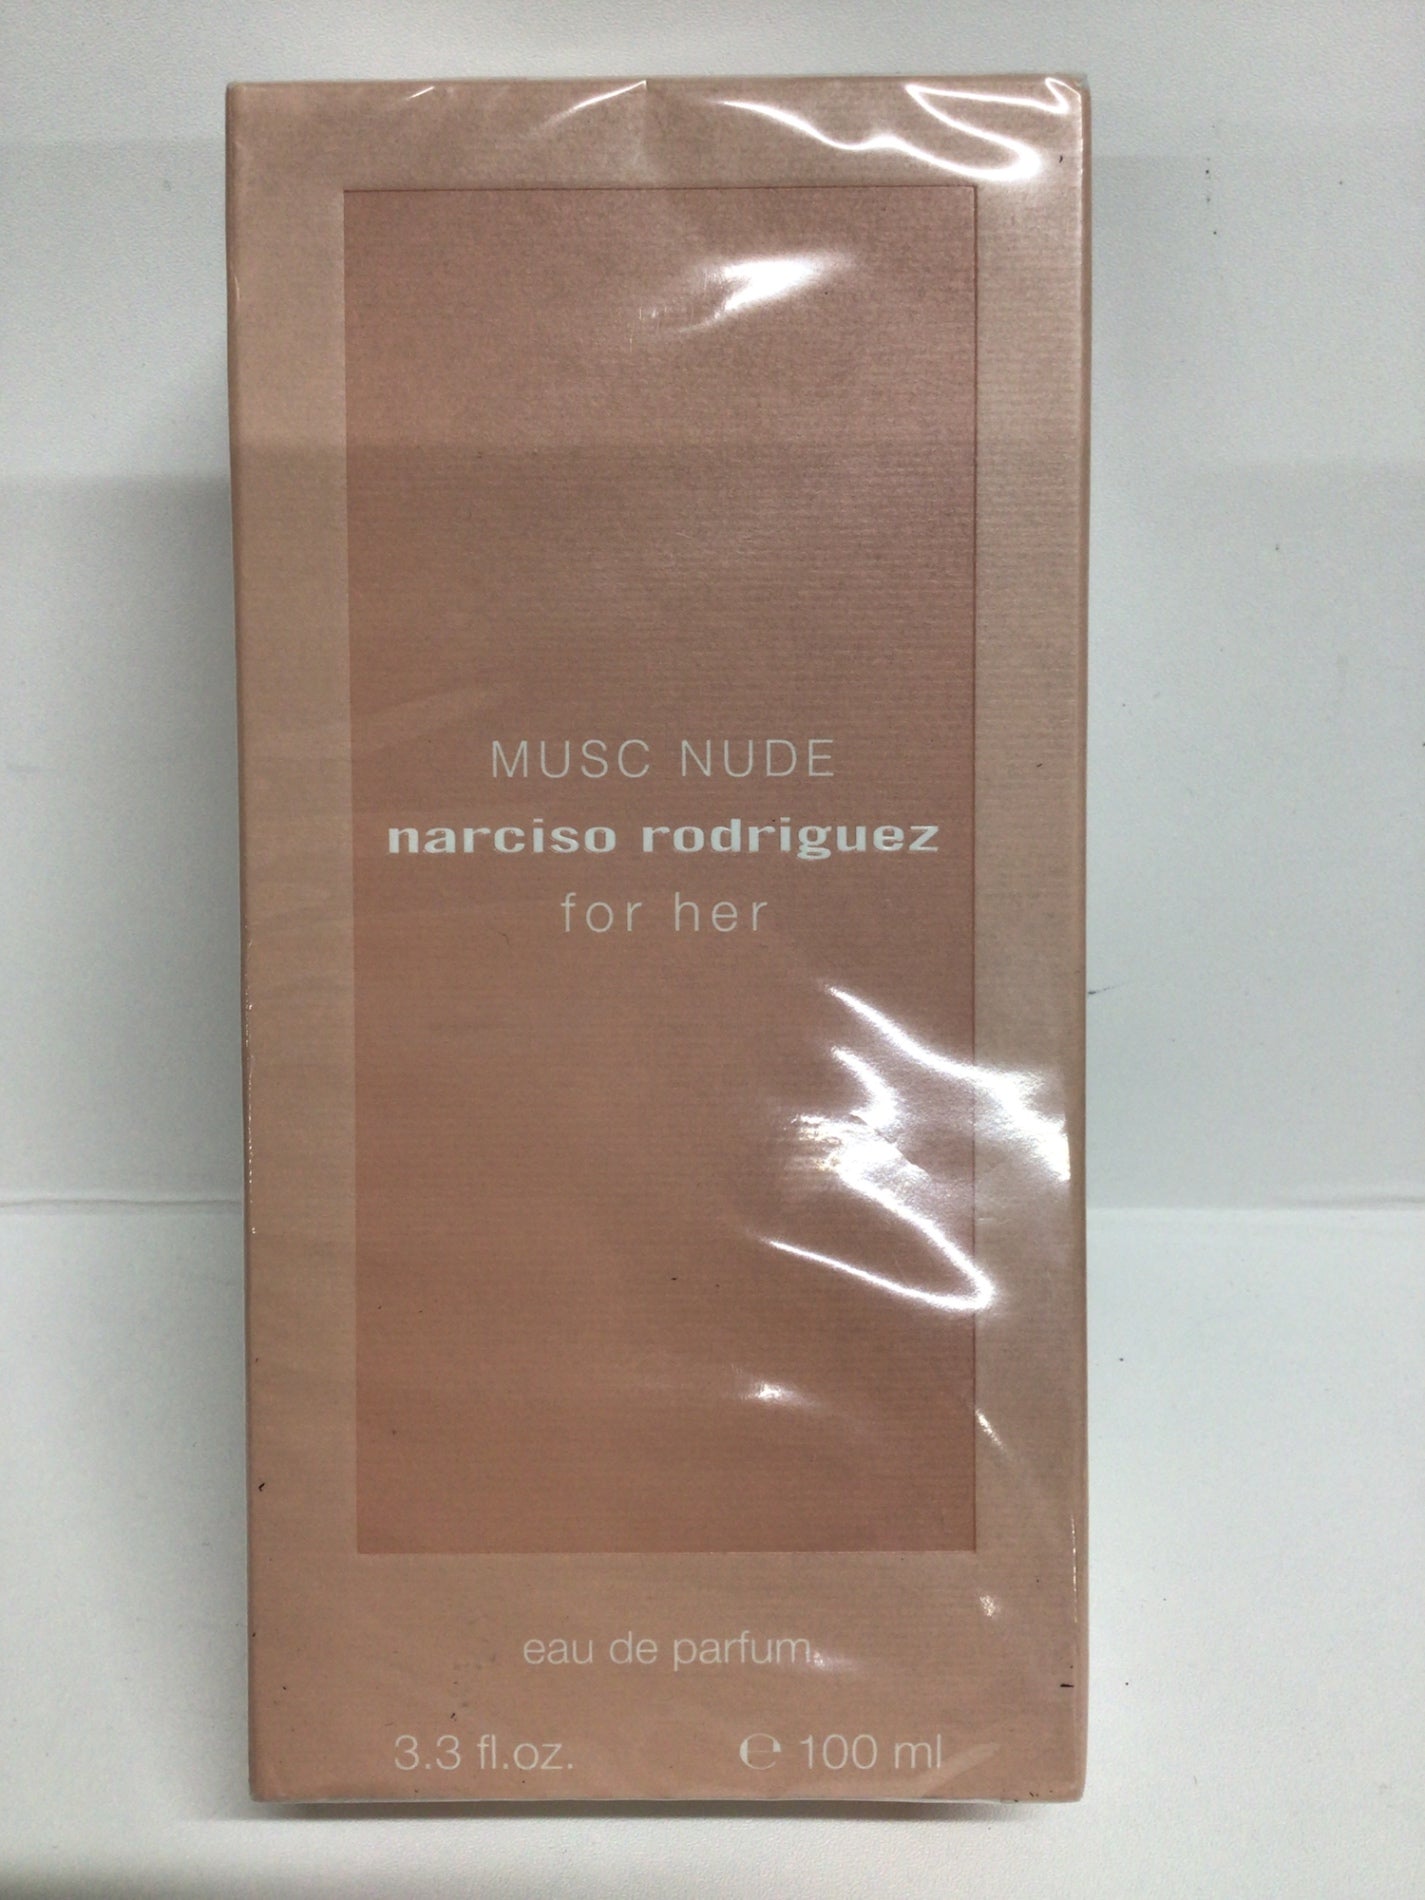 MUSC NUDE
narciso rodriguez
for her
eau de parfum
3.3 fl.oz. ℮ 100 ml